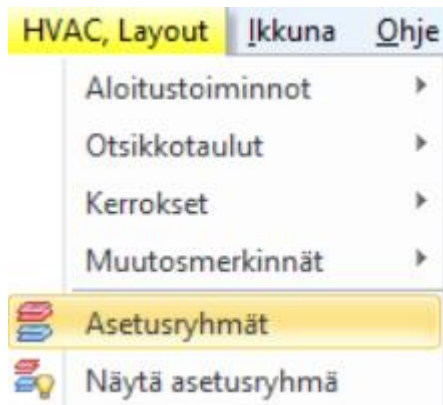 HVAC, Layout Ikkuna Ohje
Aloitustoiminnot
Otsikkotaulut
Kerrokset
Muutosmerkinnät
Asetusryhmät
Näytä asetusryhmä